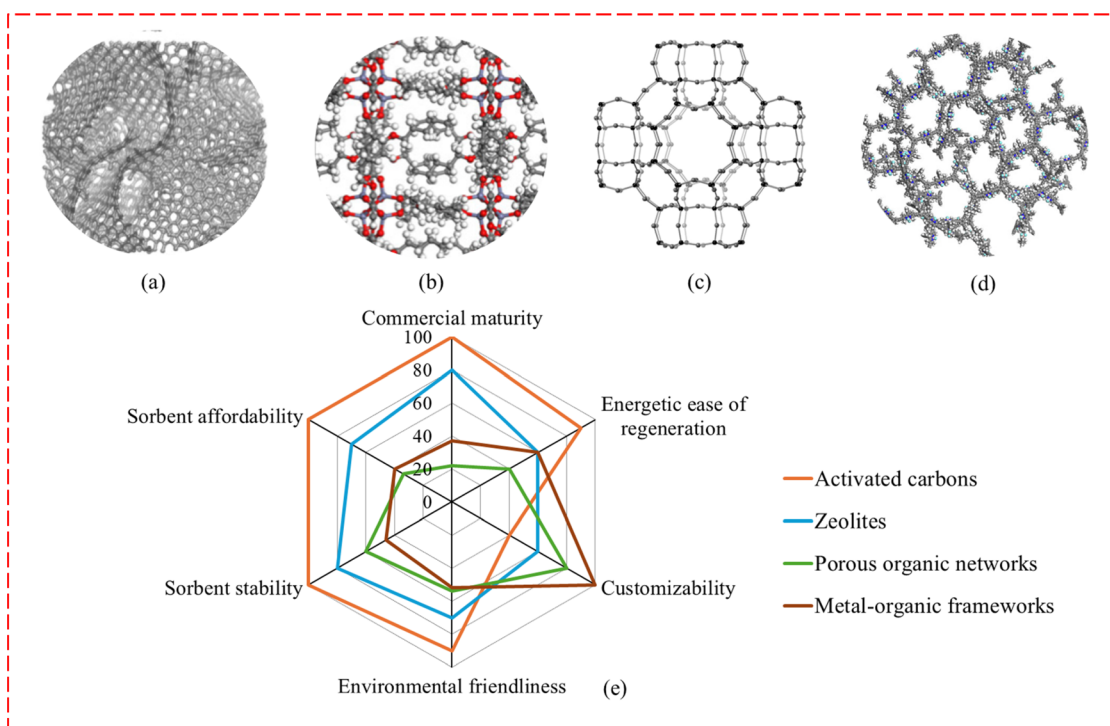 (a)
(b)
(c)
(d)
Commercial maturity
100
80
60
40
20
0
Sorbent affordability
Energetic ease of
regeneration
Sorbent stability
Customizability
Environmental friendliness
(e)
Activated carbons
Zeolites
Porous organic networks
Metal-organic frameworks